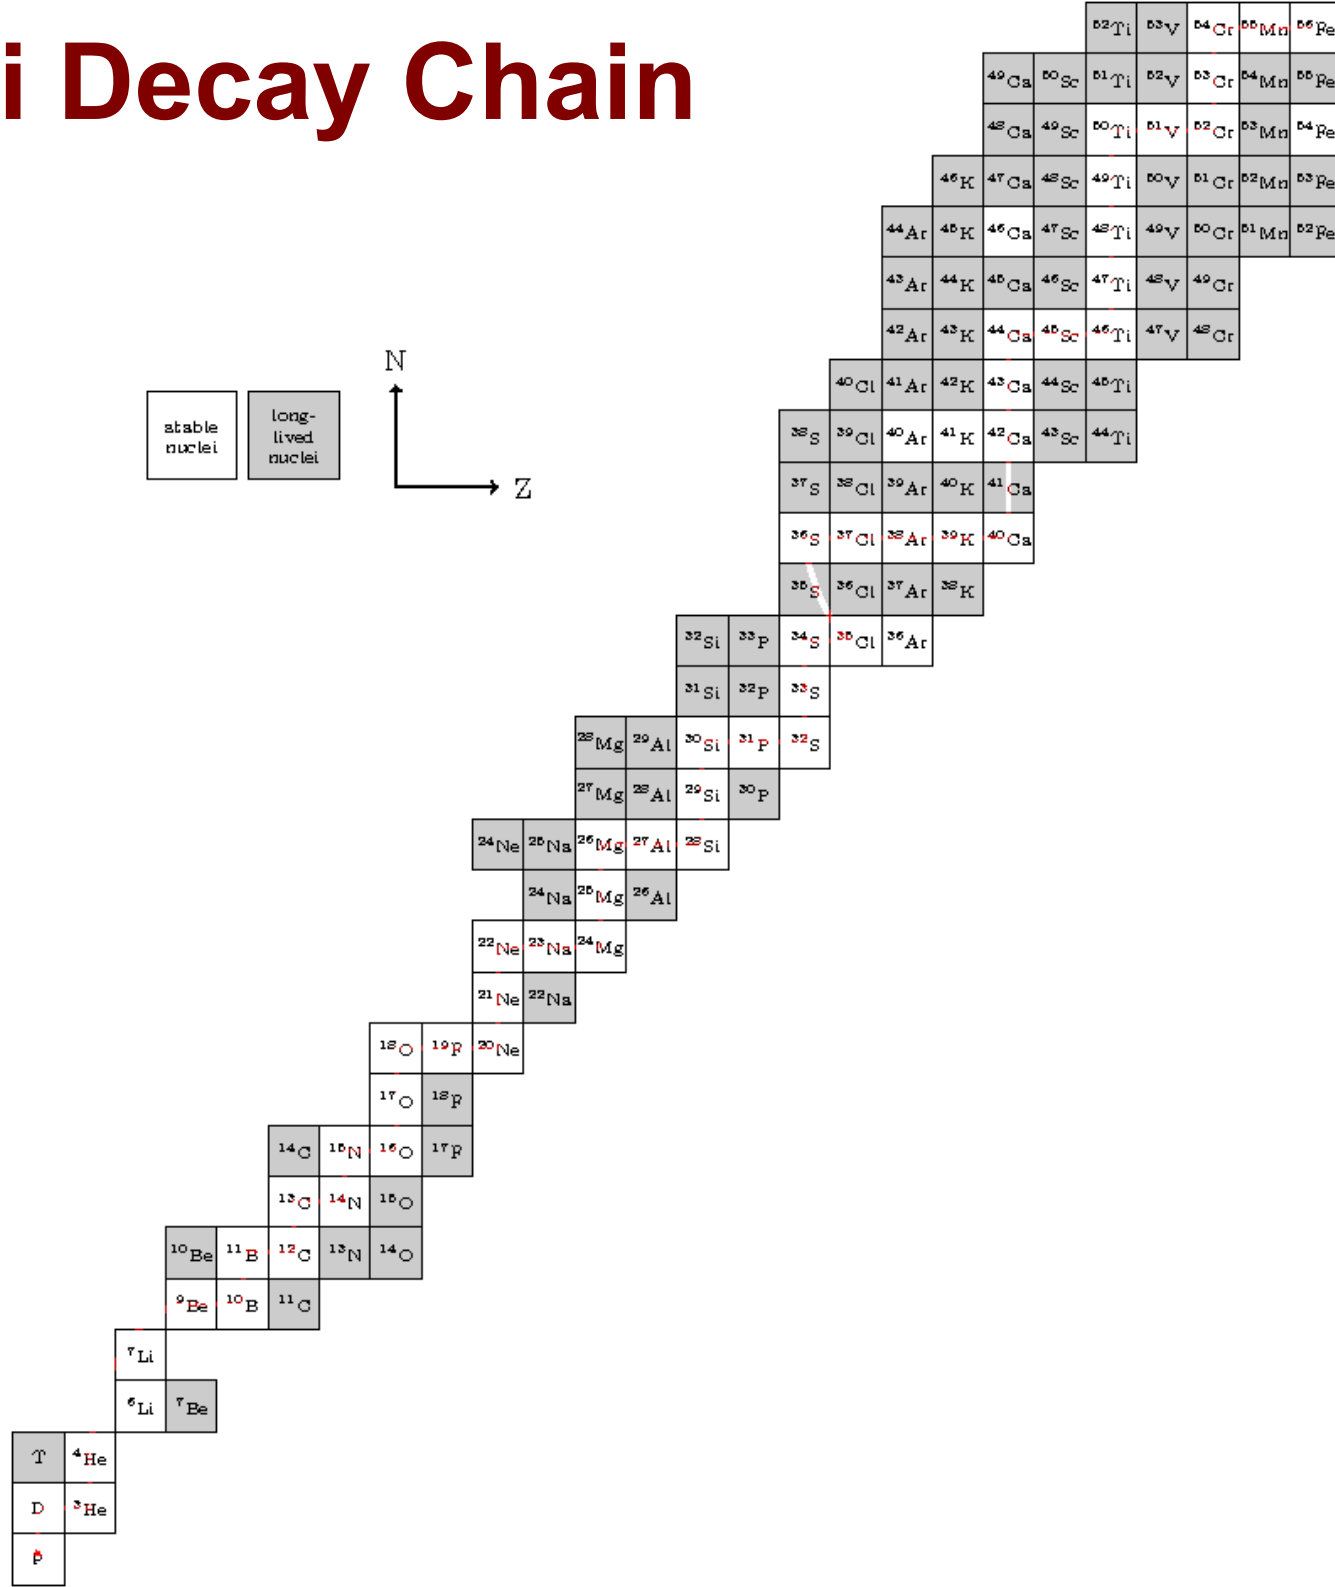 i Decay Chain
⁵²Ti ⁵³V ⁵⁴Cr ⁵⁵Mn ⁵⁶Fe
⁴⁹Ca ⁵⁰Sc ⁵¹Ti ⁵²V ⁵³Cr ⁵⁴Mn ⁵⁵Fe
⁴⁸Ca ⁴⁹Sc ⁵⁰Ti ⁵¹V ⁵²Cr ⁵³Mn ⁵⁴Fe
⁴⁶K ⁴⁷Ca ⁴⁸Sc ⁴⁹Ti ⁵⁰V ⁵¹Cr ⁵²Mn ⁵³Fe
⁴⁴Ar ⁴⁵K ⁴⁶Ca ⁴⁷Sc ⁴⁸Ti ⁴⁹V ⁵⁰Cr ⁵¹Mn ⁵²Fe
⁴³Ar ⁴⁴K ⁴⁵Ca ⁴⁶Sc ⁴⁷Ti ⁴⁸V ⁴⁹Cr
⁴²Ar ⁴³K ⁴⁴Ca ⁴⁵Sc ⁴⁶Ti ⁴⁷V ⁴⁸Cr
N
⁴⁰Cl ⁴¹Ar ⁴²K ⁴³Ca ⁴⁴Sc ⁴⁵Ti
stable
nuclei
long-
lived
nuclei
³⁸S ³⁹Cl ⁴⁰Ar ⁴¹K ⁴²Ca ⁴³Sc ⁴⁴Ti
Z
³⁷S ³⁸Cl ³⁹Ar ⁴⁰K ⁴¹Ca
³⁶S ³⁷Cl ³⁸Ar ³⁹K ⁴⁰Ca
³⁵S ³⁶Cl ³⁷Ar ³⁸K
³²Si ³³P ³⁴S ³⁵Cl ³⁶Ar
³¹Si ³²P ³³S
²⁸Mg ²⁹Al ³⁰Si ³¹P ³²S
²⁷Mg ²⁸Al ²⁹Si ³⁰P
²⁴Ne ²⁵Na ²⁶Mg ²⁷Al ²⁸Si
²⁴Na ²⁵Mg ²⁶Al
²²Ne ²³Na ²⁴Mg
²¹Ne ²²Na
¹⁸O ¹⁹F ²⁰Ne
¹⁷O ¹⁸F
¹⁴C ¹⁵N ¹⁶O ¹⁷F
¹³C ¹⁴N ¹⁵O
¹⁰Be ¹¹B ¹²C ¹³N ¹⁴O
⁹Be ¹⁰B ¹¹C
⁷Li
⁶Li ⁷Be
T ⁴He
D ³He
P